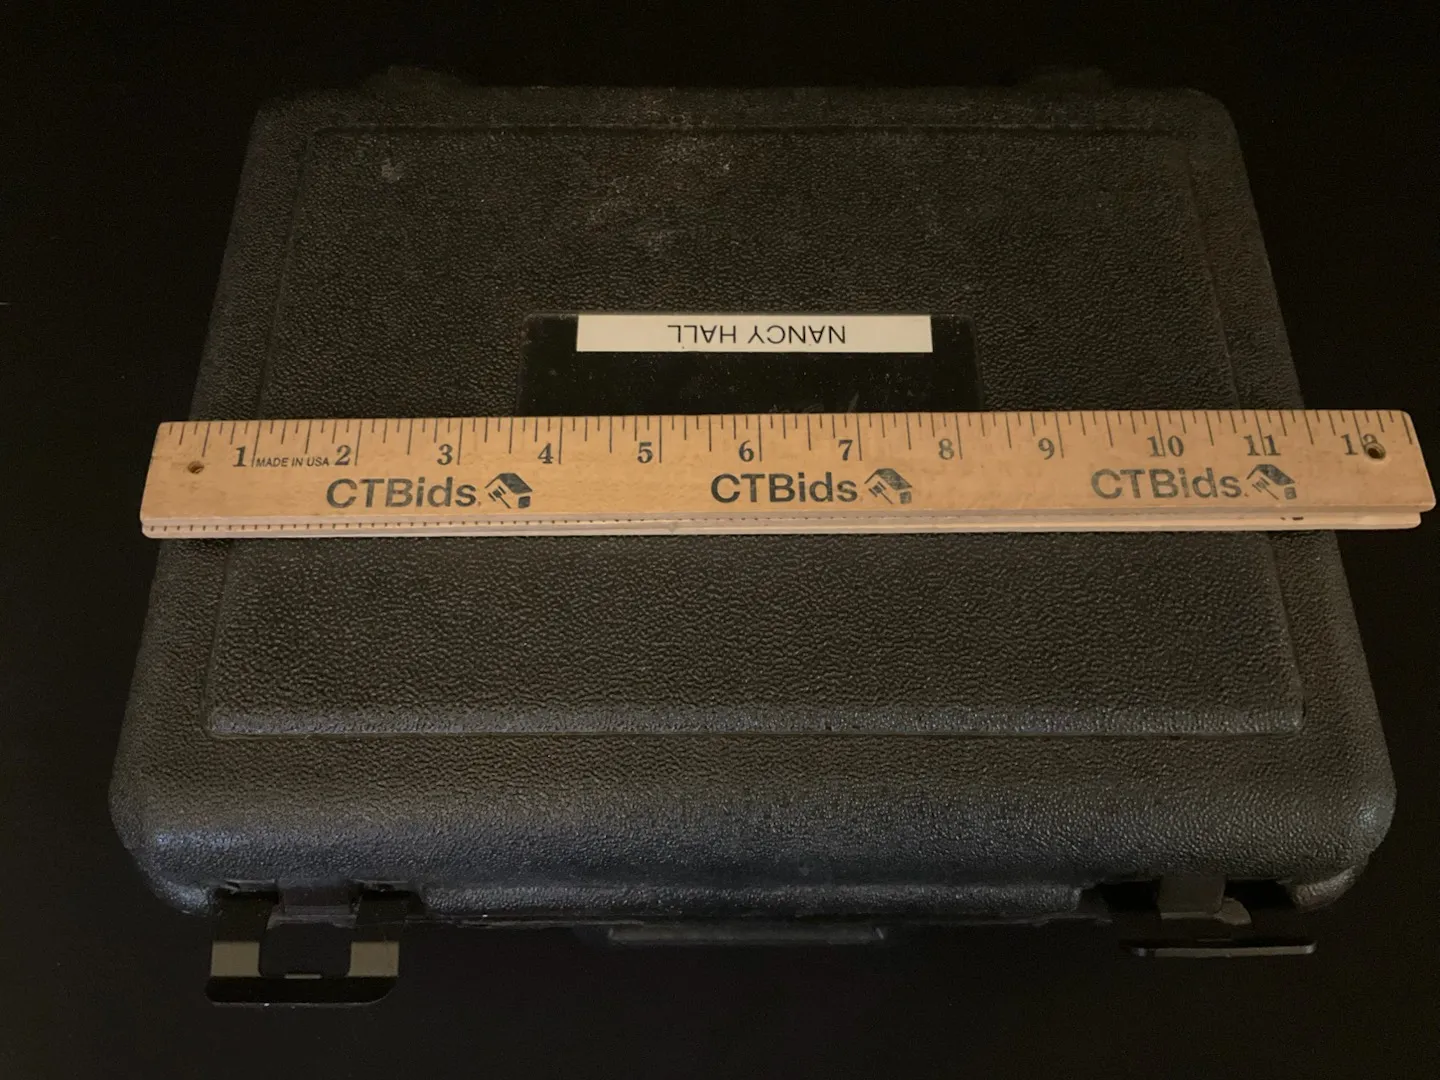 NANCY HALL
1 MADE IN USA 2 3 4 5 6 7 8 9 10 11 12
CTBids. CTBids. CTBids.